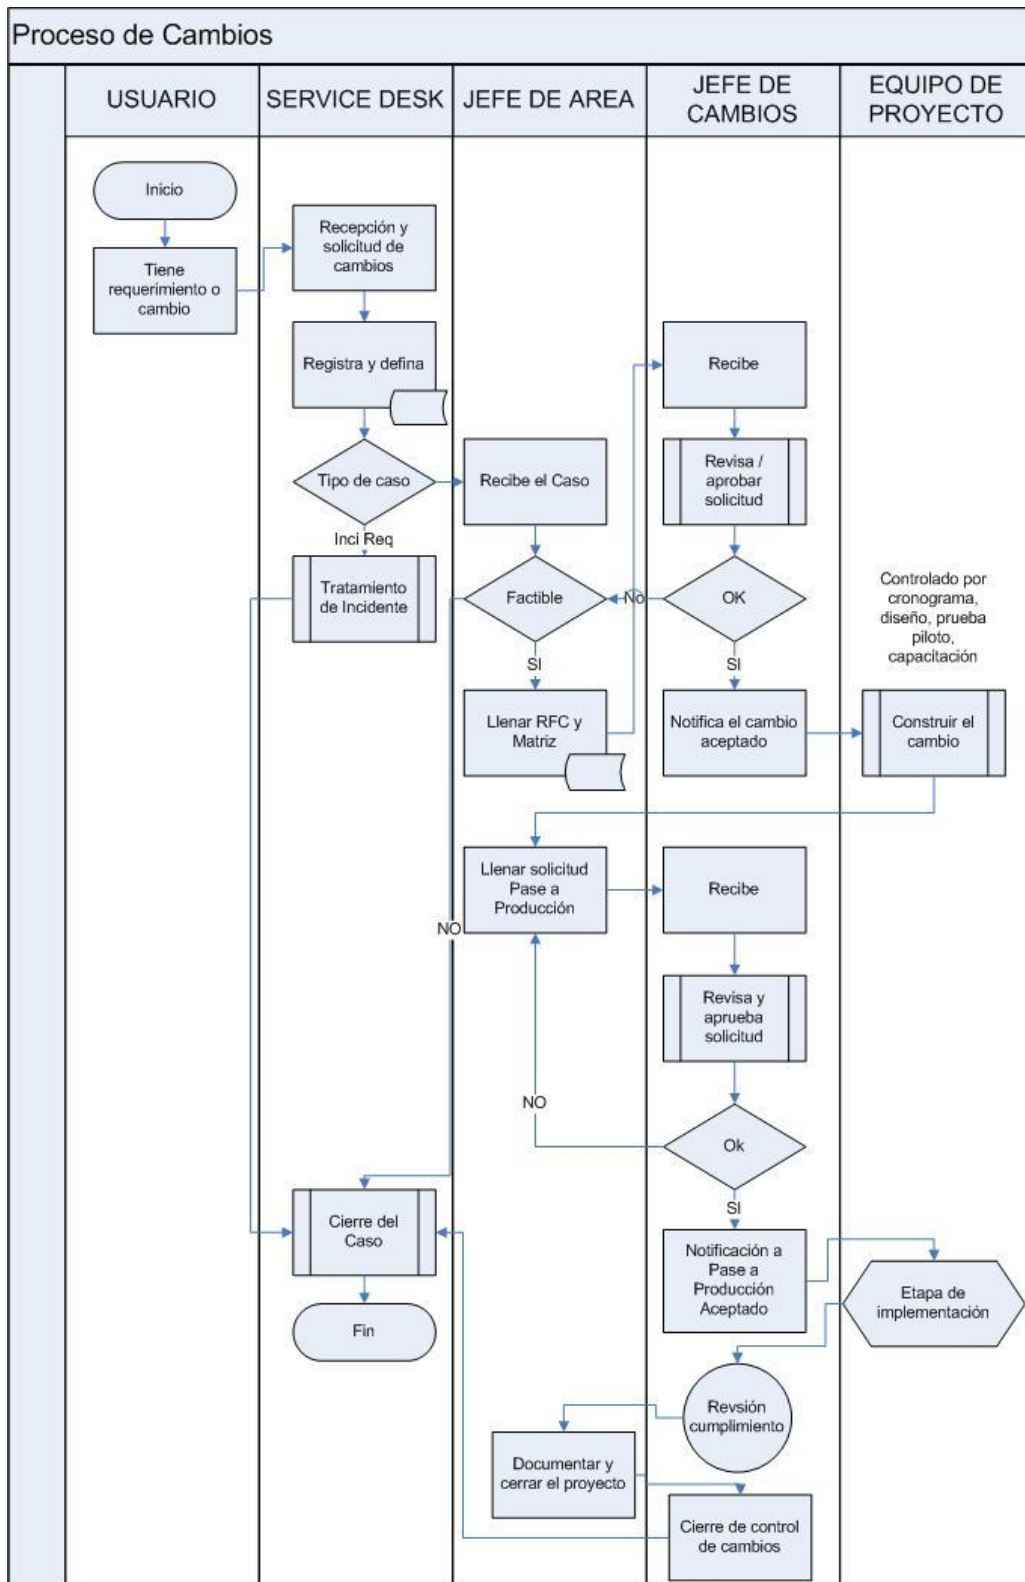 Proceso de Cambios
USUARIO
SERVICE DESK
JEFE DE AREA
JEFE DE
CAMBIOS
EQUIPO DE
PROYECTO
Inicio
Tiene
requerimiento o
cambio
Recepción y
solicitud de
cambios
Registra y defina
Tipo de caso
Inci Req
Tratamiento
de Incidente
Recibe el Caso
Factible
SI
Llenar RFC y
Matriz
Recibe
Revisa /
aprobar
solicitud
OK
No
SI
Notifica el cambio
aceptado
Controlado por
cronograma,
diseño, prueba
piloto,
capacitación
Construir el
cambio
Llenar solicitud
Pase a
Producción
Recibe
NO
Revisa y
aprueba
solicitud
NO
Ok
SI
Cierre del
Caso
Notificación a
Pase a
Producción
Aceptado
Etapa de
implementación
Fin
Revsión
cumplimiento
Documentar y
cerrar el proyecto
Cierre de control
de cambios